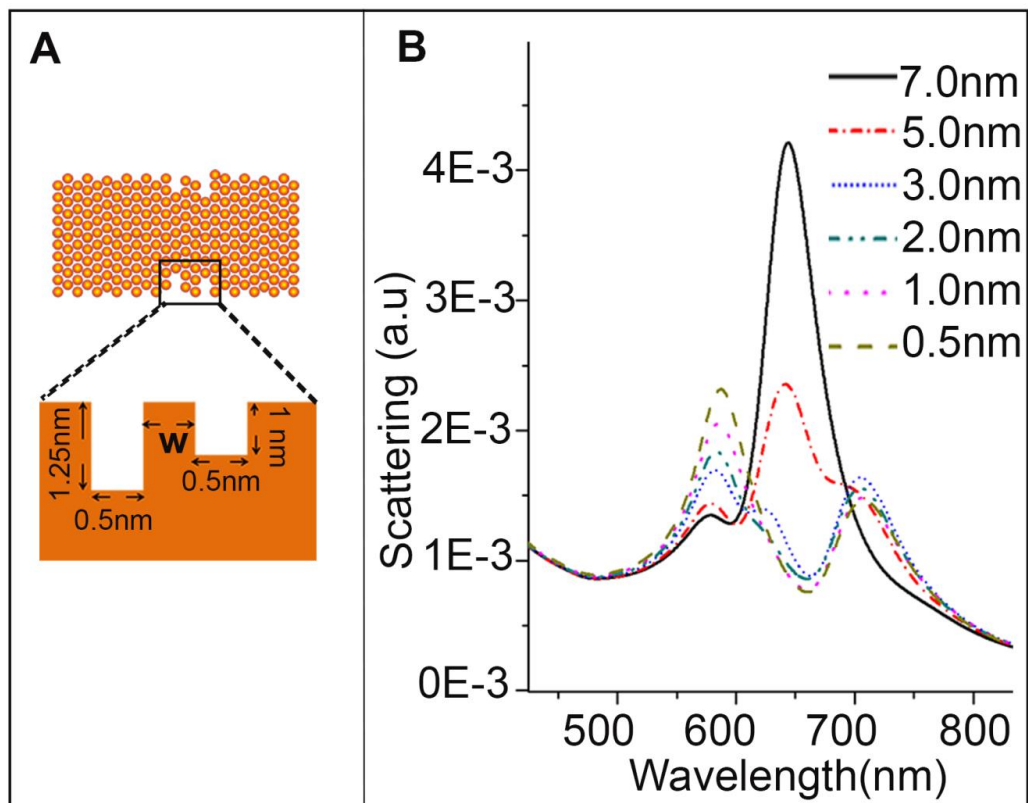 A
1.25nm
0.5nm
W
0.5nm
1 nm
B
7.0nm
5.0nm
3.0nm
2.0nm
1.0nm
0.5nm
Scattering (a.u)
4E-3
3E-3
2E-3
1E-3
0E-3
500 600 700 800
Wavelength(nm)